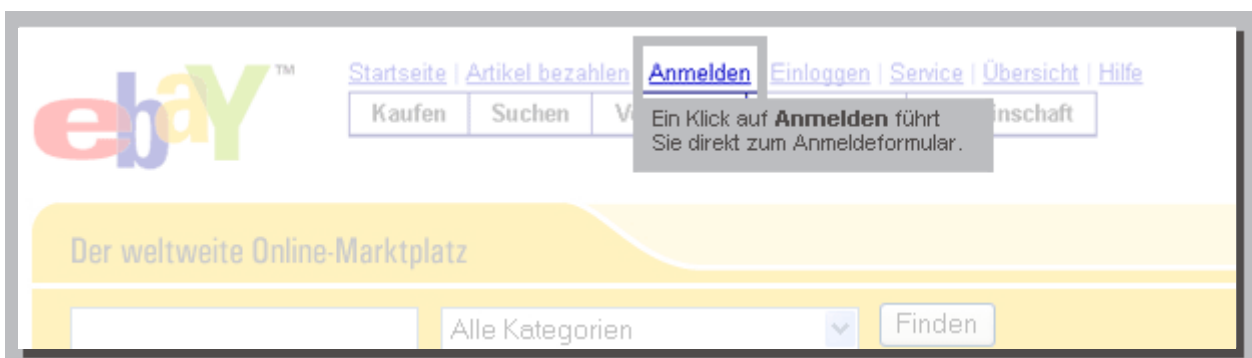 ebaY™
Startseite | Artikel bezahlen Anmelden Einloggen | Service | Übersicht | Hilfe
Kaufen Suchen
Ein Klick auf Anmelden führt
Sie direkt zum Anmeldeformular.
Der weltweite Online-Marktplatz
Alle Kategorien Finden